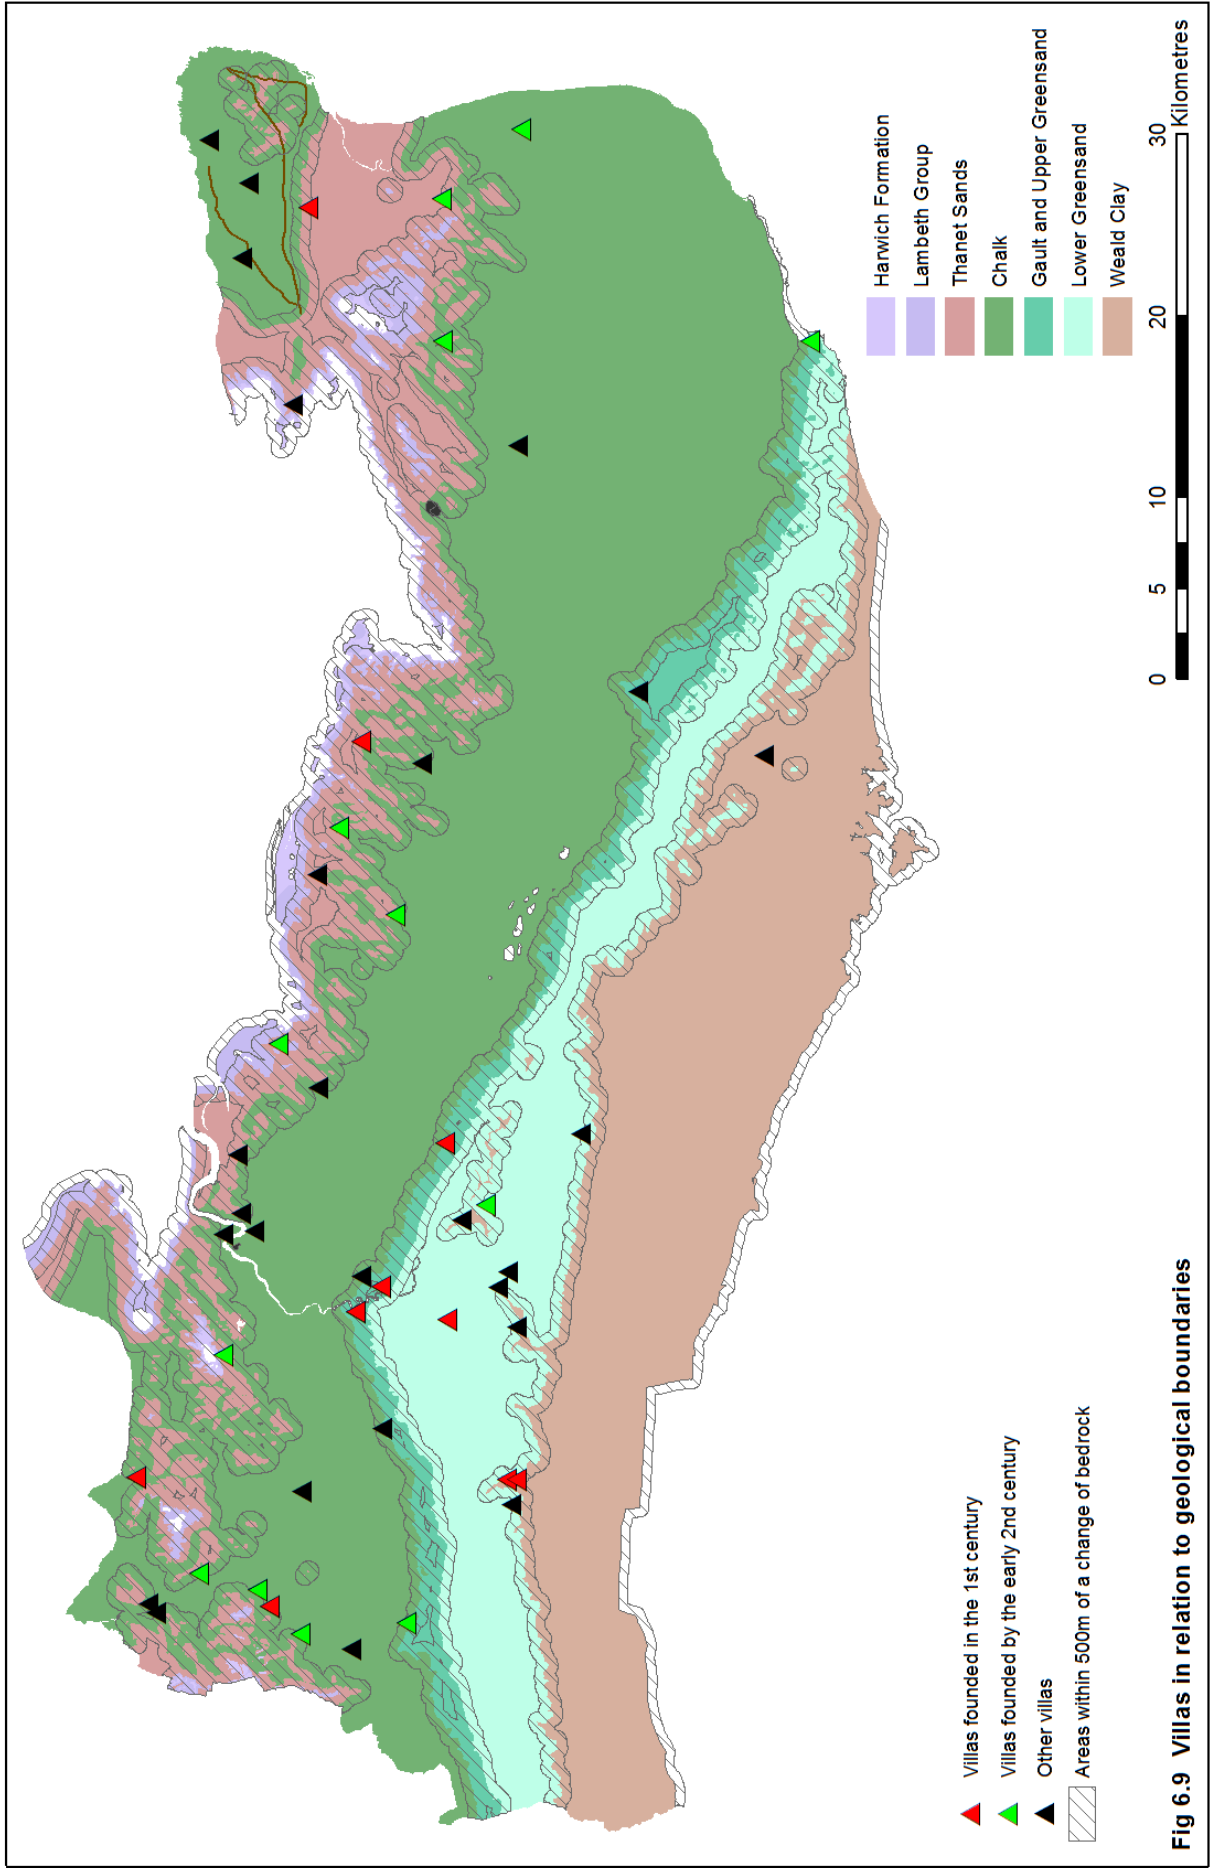 Harwich Formation
Lambeth Group
Thanet Sands
Chalk
Gault and Upper Greensand
Lower Greensand
Weald Clay
Villas founded in the 1st century
Villas founded by the early 2nd century
Other villas
Areas within 500m of a change of bedrock
0 5 10 20 30
Kilometres
Fig 6.9 Villas in relation to geological boundaries